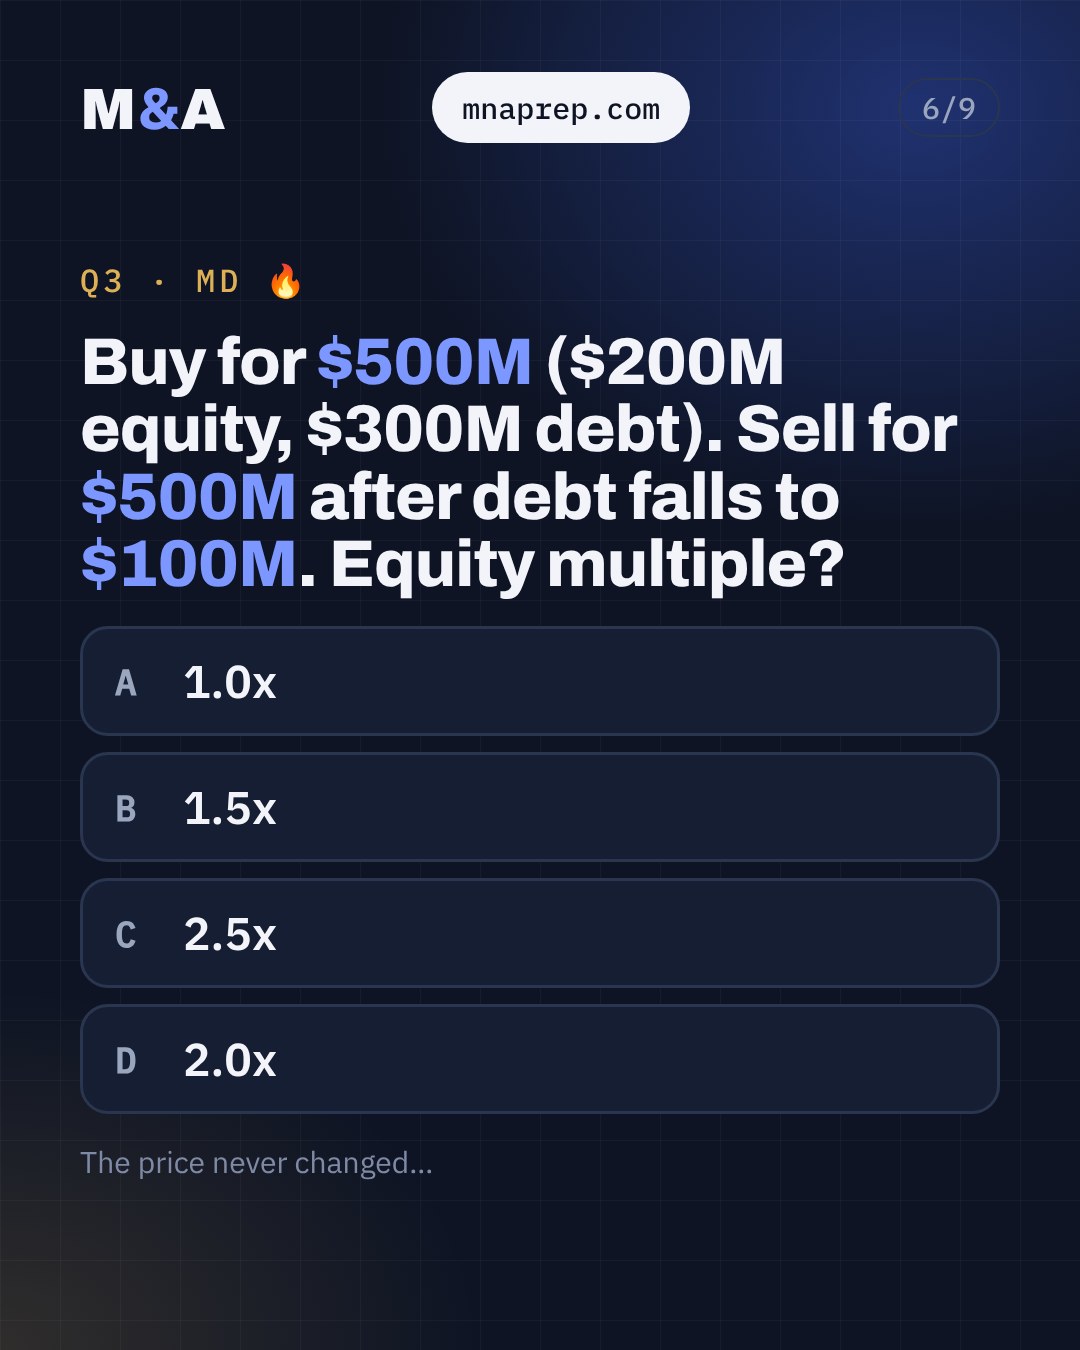 M&A
mnaprep.com
6/9
Q3 · MD 🔥
Buy for $500M ($200M
equity, $300M debt). Sell for
$500M after debt falls to
$100M. Equity multiple?
A 1.0x
B 1.5x
C 2.5x
D 2.0x
The price never changed...